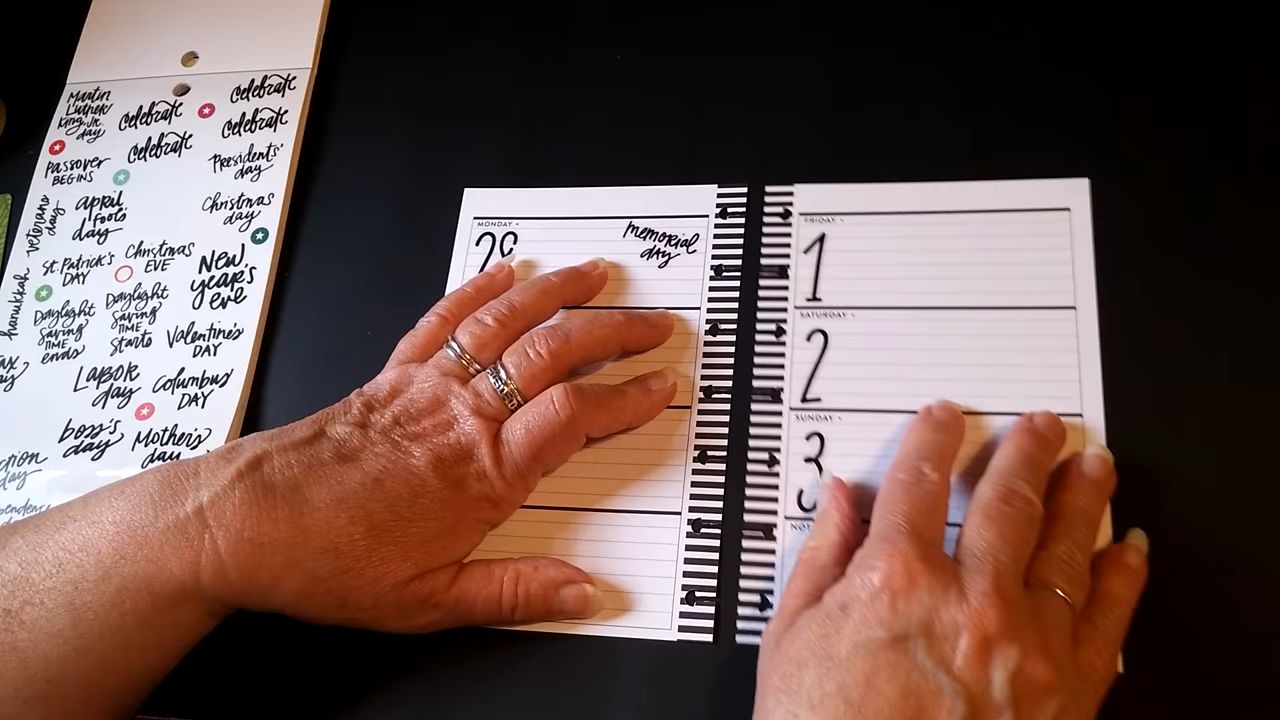 Martin
Luther
King, Jr.
day
celebrate
celebrate
celebrate
celebrate
Passover
BEGINS
Presidents'
day
veterans
day
april
fools
day
Christmas
day
hanukkah
St. Patrick's
DAY
Christmas
EVE
New
year's
eve
Daylight
saving
TIME
ends
Daylight
saving
TIME
starts
Valentine's
DAY
LABOR
day
Columbus
DAY
boss's
day
Mother's
day
MONDAY
28
memorial
DAY
FRIDAY
1
SATURDAY
2
SUNDAY
3